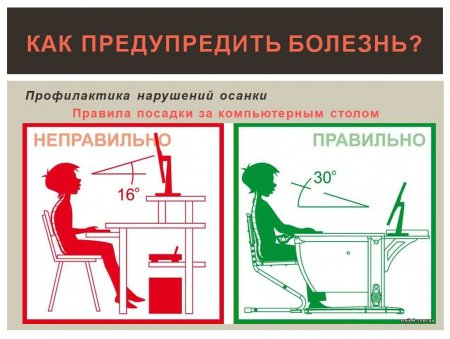 КАК ПРЕДУПРЕДИТЬ БОЛЕЗНЬ?
Профилактика нарушений осанки
Правила посадки за компьютерным столом
НЕПРАВИЛЬНО
ПРАВИЛЬНО
16°
30°